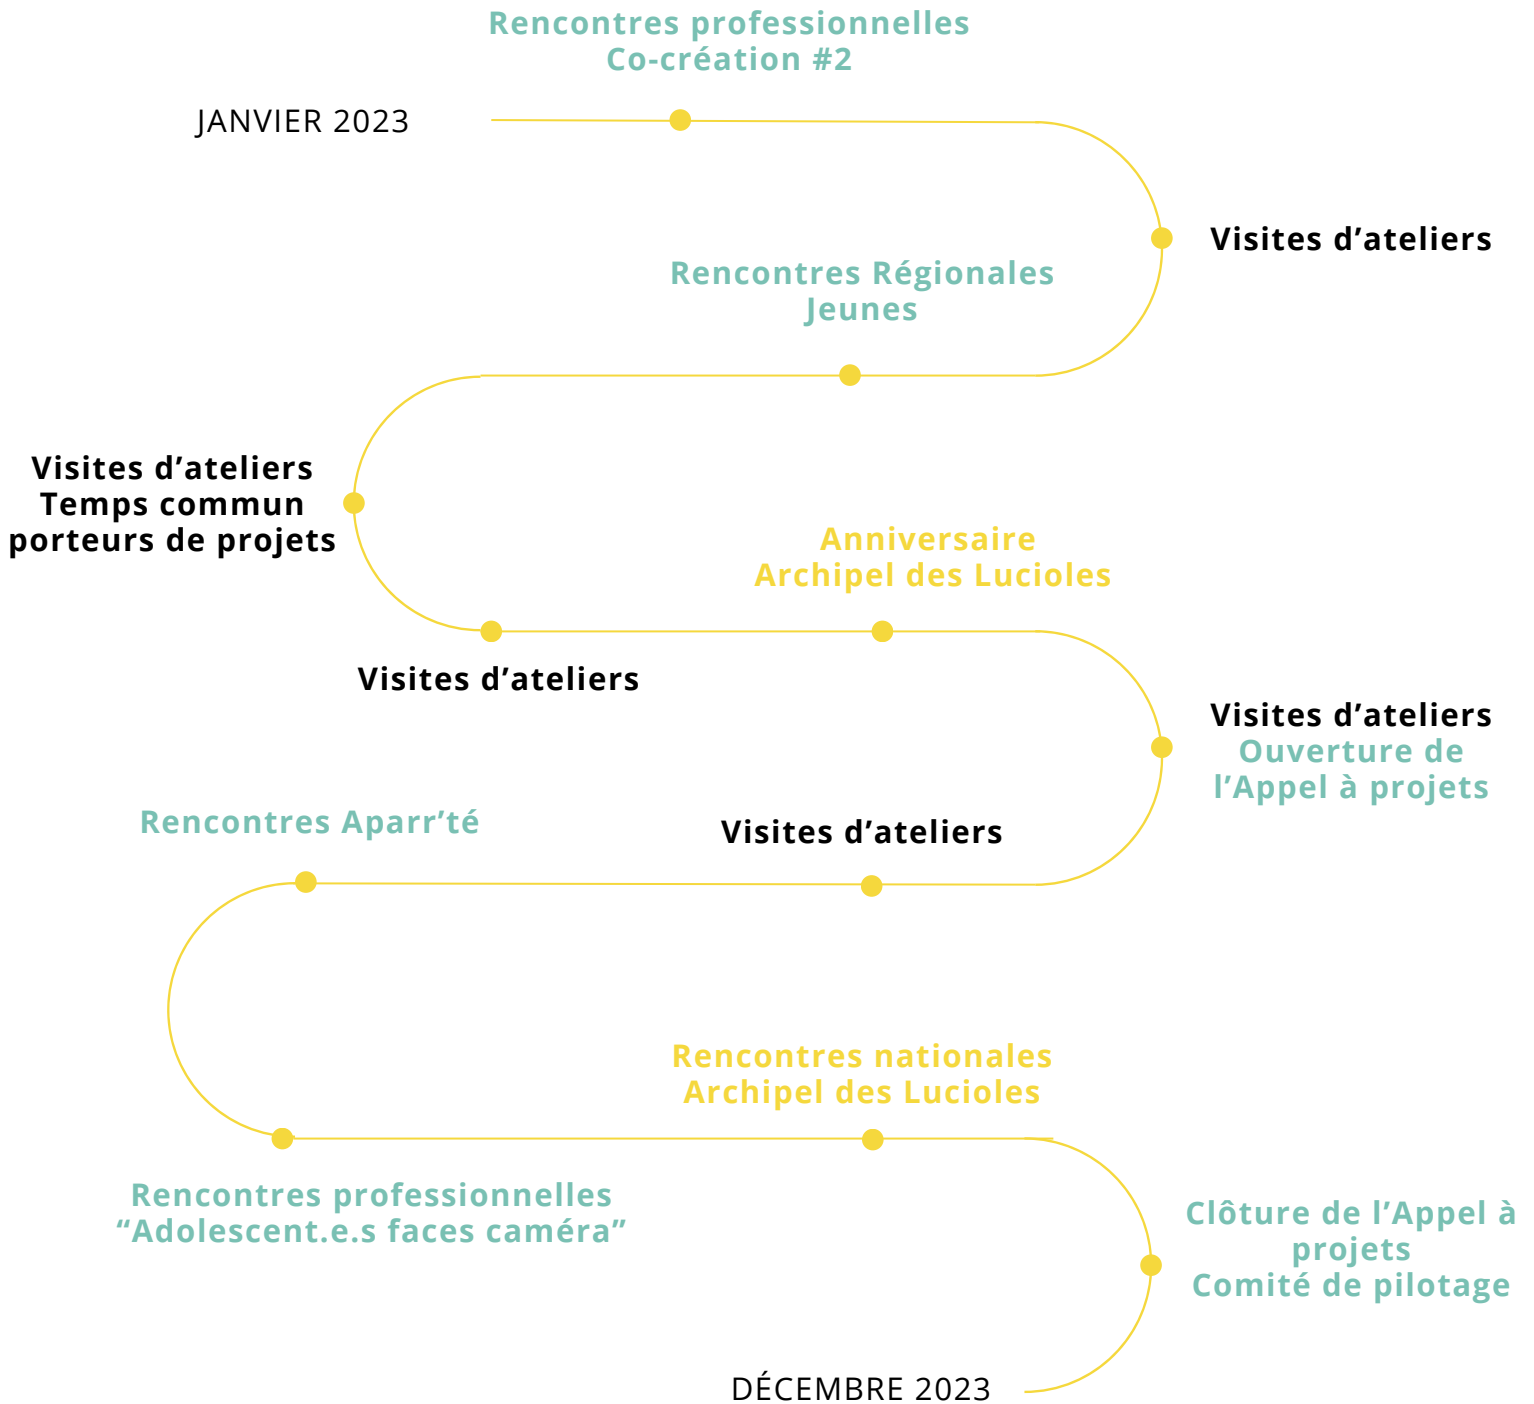 Rencontres professionnelles
Co-création #2
JANVIER 2023
Visites d’ateliers
Rencontres Régionales
Jeunes
Visites d’ateliers
Temps commun
porteurs de projets
Anniversaire
Archipel des Lucioles
Visites d’ateliers
Visites d’ateliers
Ouverture de
l’Appel à projets
Visites d’ateliers
Rencontres Aparr’té
Rencontres professionnelles
“Adolescent.e.s faces caméra”
Rencontres nationales
Archipel des Lucioles
Clôture de l’Appel à
projets
Comité de pilotage
DÉCEMBRE 2023